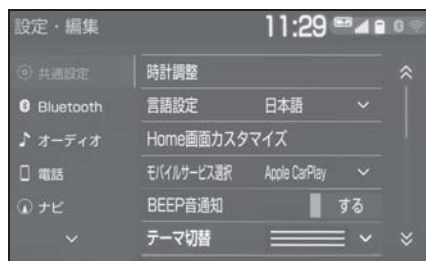 設定・編集
11:29
共通設定
時計調整
Bluetooth
言語設定 日本語
オーディオ
Home画面カスタマイズ
電話
モバイルサービス選択 Apple CarPlay
ナビ
BEEP音通知 する
テーマ切替